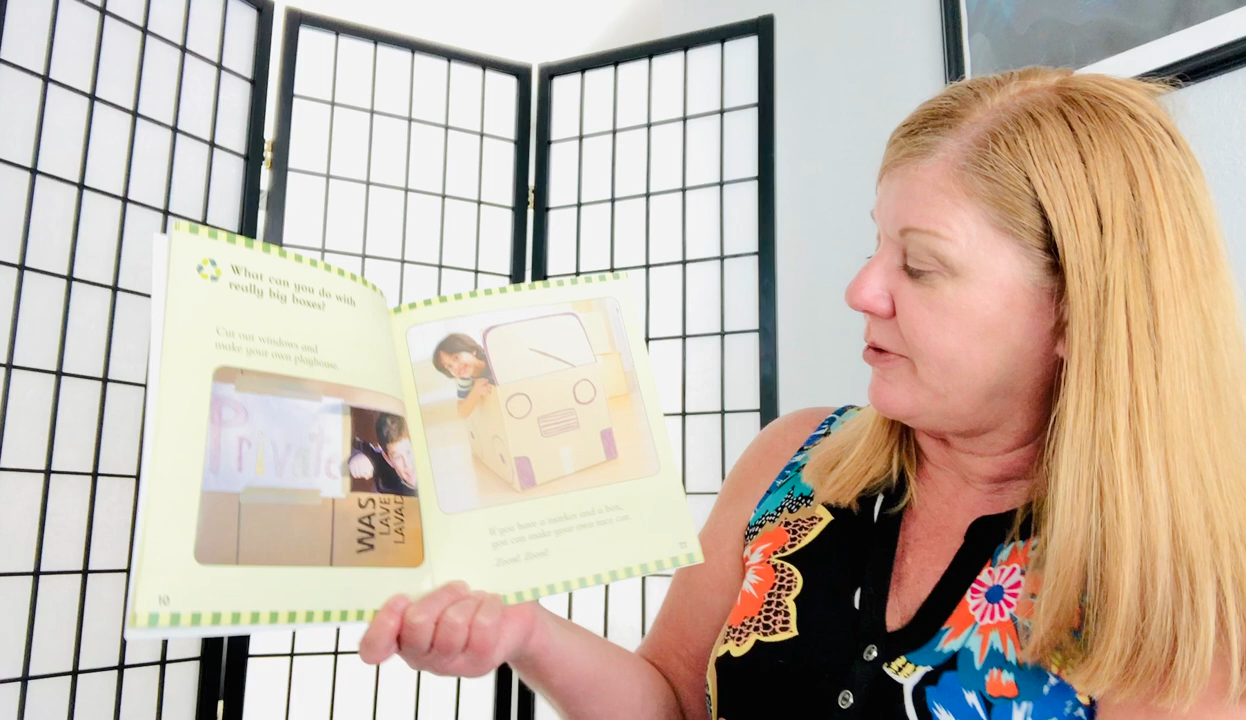 What can you do with
really big boxes?
Cut out windows and
make your own playhouse.
Private
WAS
LAVE
LAVAD
10
If you have a marker and a box,
you can make your own race car.
Zoom! Zoom!
11